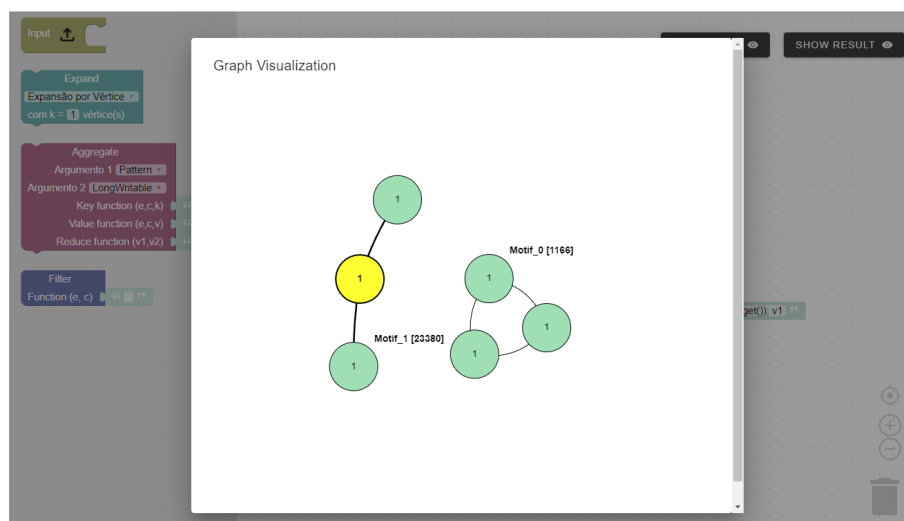 Input
SHOW RESULT
Expand
Expansão por Vértice
com k = 1 vértice(s)
Aggregate
Argumento 1 Pattern
Argumento 2 LongWritable
Key function (e,c,k) “
Value function (e,c,v) “
Reduce function (v1,v2) “
Filter
Function (e, c) “ ”
Graph Visualization
1
1
Motif_1 [23380]
1
Motif_0 [1166]
1
1
1
get()); v1 ”